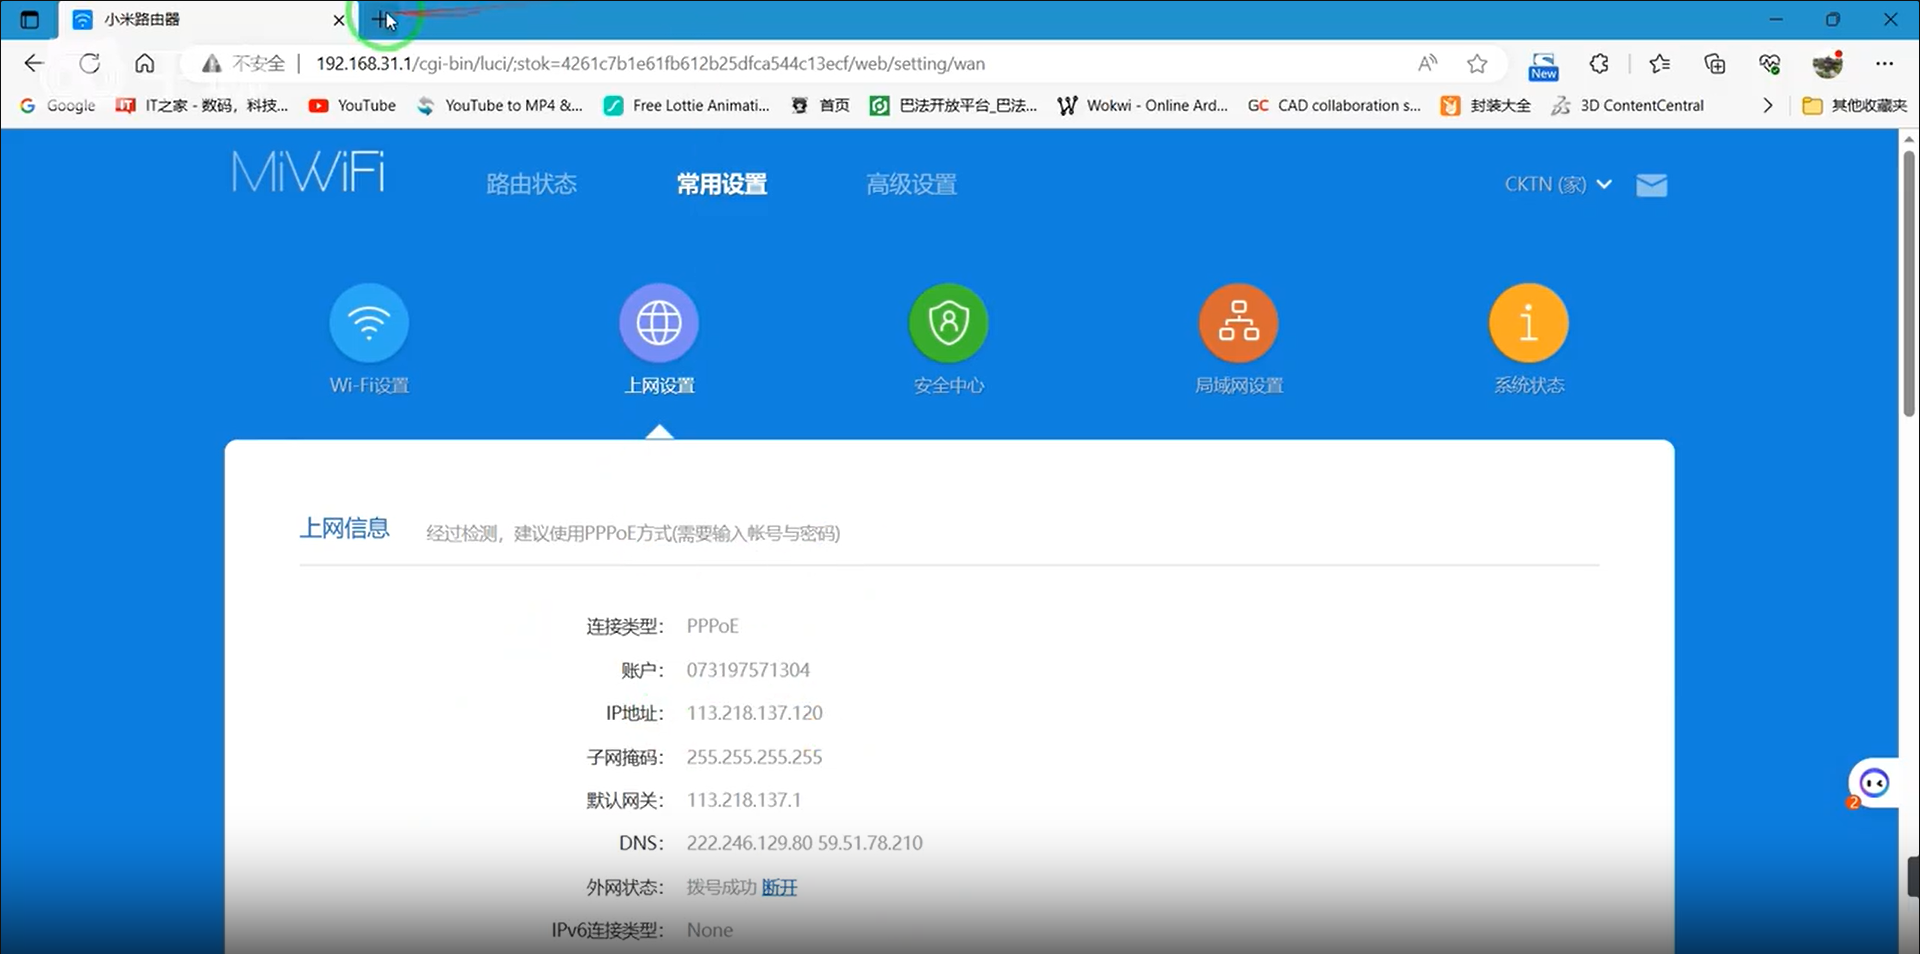 小米路由器
不安全 | 192.168.31.1/cgi-bin/luci/;stok=4261c7b1e61fb612b25dfca544c13ecf/web/setting/wan
New
Google IT之家 - 数码，科技... YouTube YouTube to MP4 &... Free Lottie Animati... 首页 巴法开放平台_巴法... Wokwi - Online Ard... GC CAD collaboration s... 封装大全 3D ContentCentral 其他收藏夹
MiWiFi 路由状态 常用设置 高级设置 CKTN (家)
Wi-Fi设置 上网设置 安全中心 局域网设置 系统状态
上网信息 经过检测，建议使用PPPoE方式(需要输入帐号与密码)
连接类型： PPPoE
账户： 073197571304
IP地址： 113.218.137.120
子网掩码： 255.255.255.255
2
默认网关： 113.218.137.1
DNS： 222.246.129.80 59.51.78.210
外网状态： 拨号成功 断开
IPv6连接类型： None